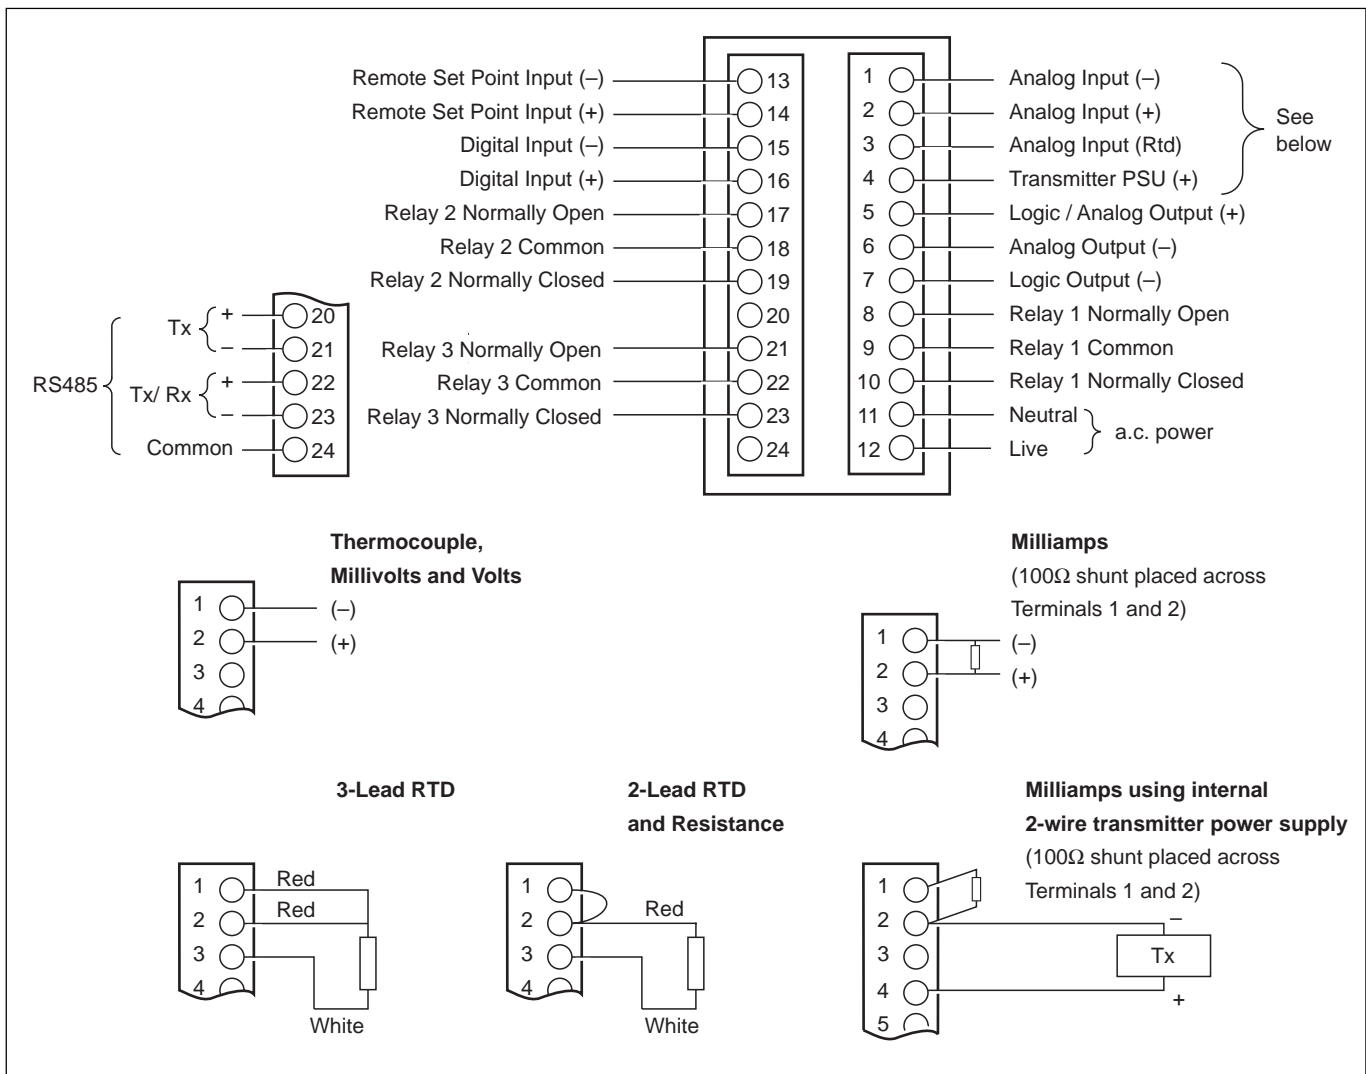 Remote Set Point Input (–) 13
Remote Set Point Input (+) 14
Digital Input (–) 15
Digital Input (+) 16
Relay 2 Normally Open 17
Relay 2 Common 18
Relay 2 Normally Closed 19
20
Relay 3 Normally Open 21
Relay 3 Common 22
Relay 3 Normally Closed 23
24
1 Analog Input (–)
2 Analog Input (+)
3 Analog Input (Rtd)
4 Transmitter PSU (+)
See
below
5 Logic / Analog Output (+)
6 Analog Output (–)
7 Logic Output (–)
8 Relay 1 Normally Open
9 Relay 1 Common
10 Relay 1 Normally Closed
11 Neutral
12 Live
a.c. power
RS485
Tx
+ 20
– 21
Tx/ Rx
+ 22
– 23
Common 24
Thermocouple,
Millivolts and Volts
1 (–)
2 (+)
3
4
Milliamps
(100Ω shunt placed across
Terminals 1 and 2)
1 (–)
2 (+)
3
4
3-Lead RTD
1 Red
2 Red
3
4
White
2-Lead RTD
and Resistance
1
2 Red
3
4
White
Milliamps using internal
2-wire transmitter power supply
(100Ω shunt placed across
Terminals 1 and 2)
1
2 –
3 Tx
4 +
5